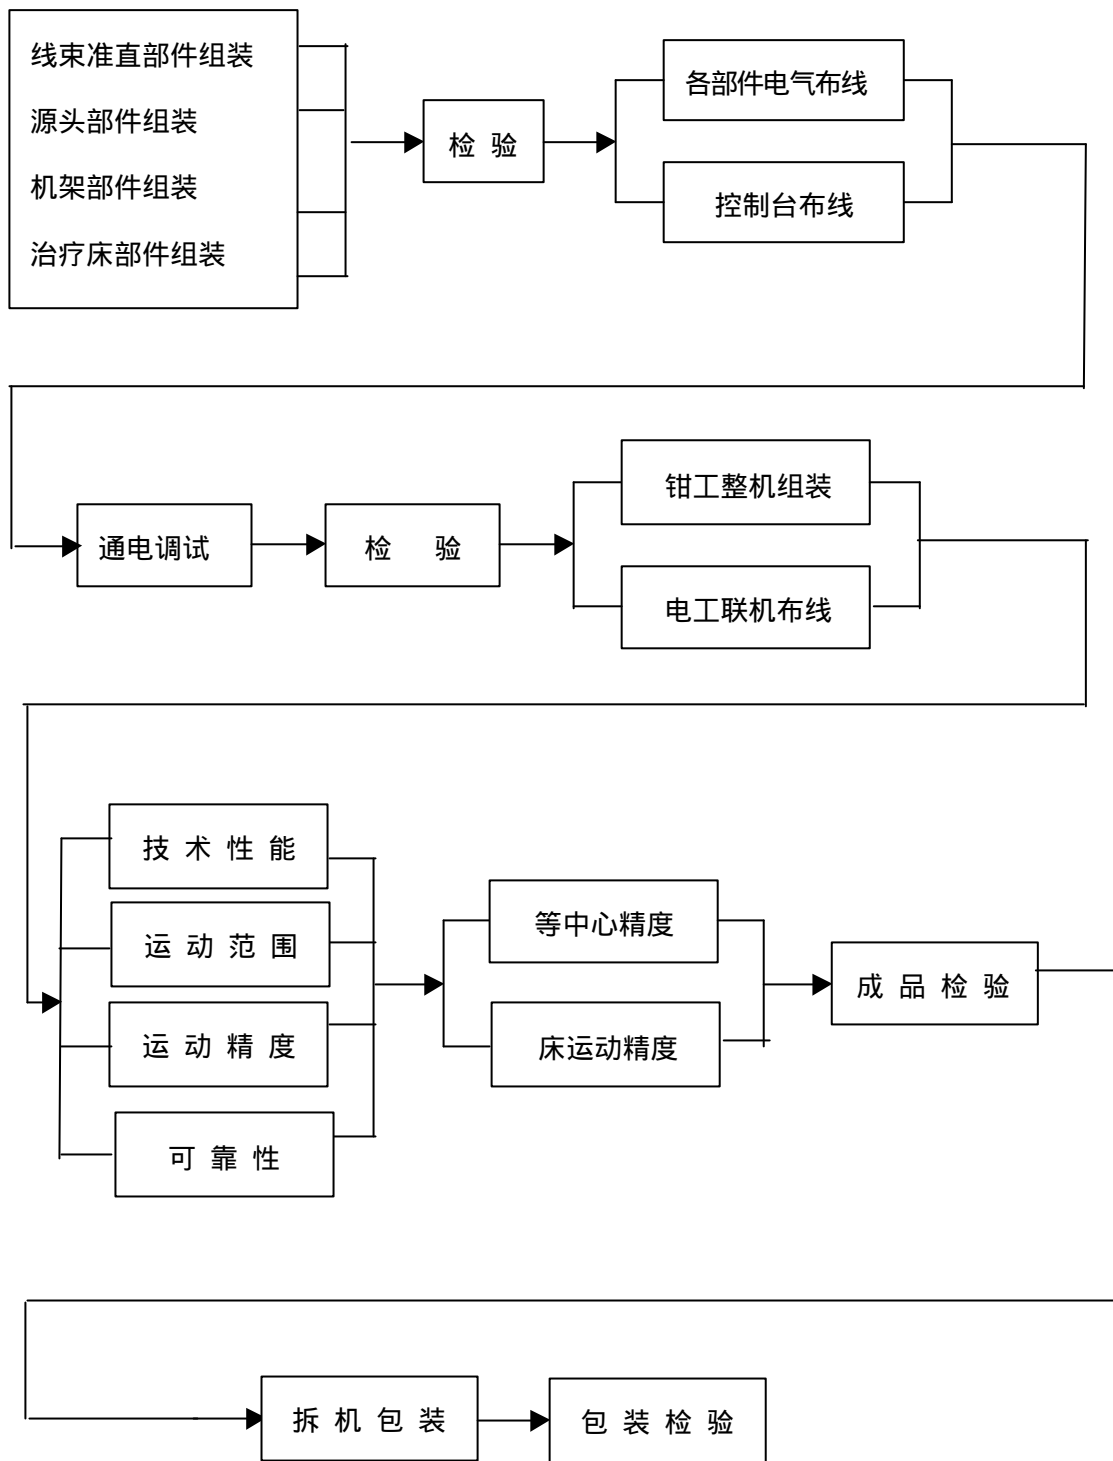 线束准直部件组装
源头部件组装
机架部件组装
治疗床部件组装
检 验
各部件电气布线
控制台布线
通电调试
检 验
钳工整机组装
电工联机布线
技 术 性 能
运 动 范 围
运 动 精 度
可 靠 性
等中心精度
床运动精度
成 品 检 验
拆 机 包 装
包 装 检 验